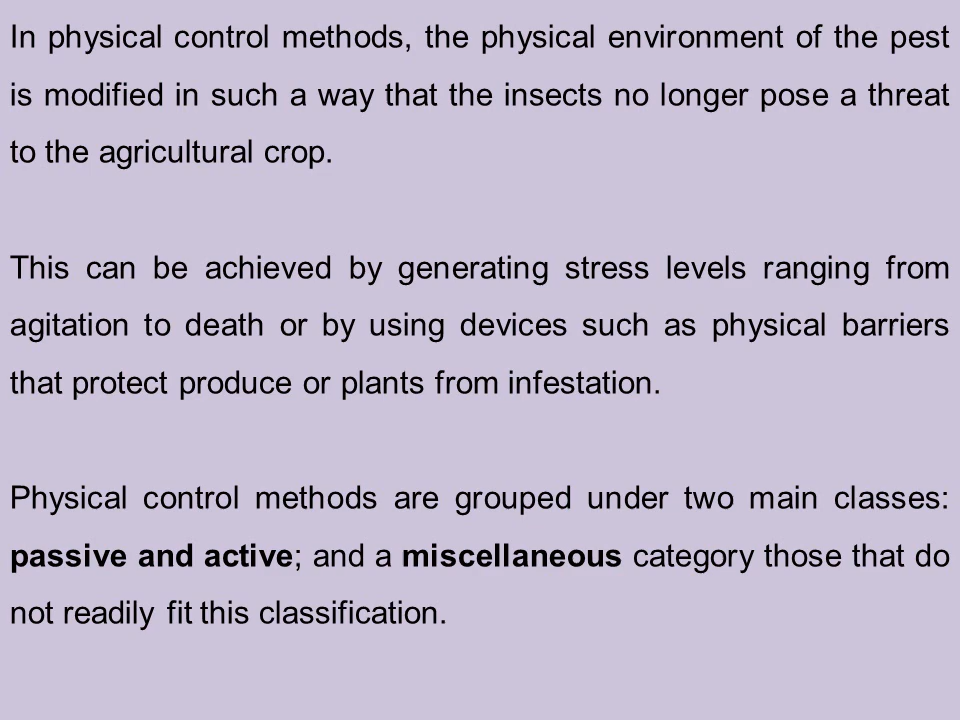 In physical control methods, the physical environment of the pest
is modified in such a way that the insects no longer pose a threat
to the agricultural crop.
This can be achieved by generating stress levels ranging from
agitation to death or by using devices such as physical barriers
that protect produce or plants from infestation.
Physical control methods are grouped under two main classes:
passive and active; and a miscellaneous category those that do
not readily fit this classification.